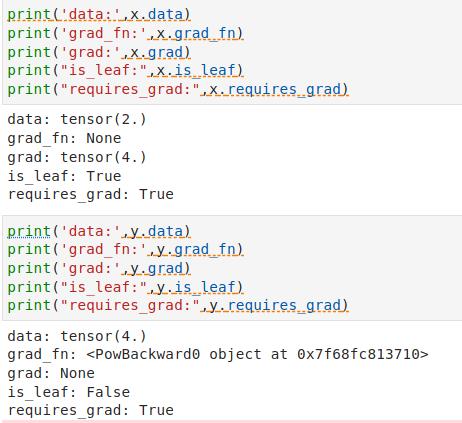 print('data:',x.data)
print('grad_fn:',x.grad_fn)
print('grad:',x.grad)
print("is_leaf:",x.is_leaf)
print("requires_grad:",x.requires_grad)
data: tensor(2.)
grad_fn: None
grad: tensor(4.)
is_leaf: True
requires_grad: True
print('data:',y.data)
print('grad_fn:',y.grad_fn)
print('grad:',y.grad)
print("is_leaf:",y.is_leaf)
print("requires_grad:",y.requires_grad)
data: tensor(4.)
grad_fn: <PowBackward0 object at 0x7f68fc813710>
grad: None
is_leaf: False
requires_grad: True